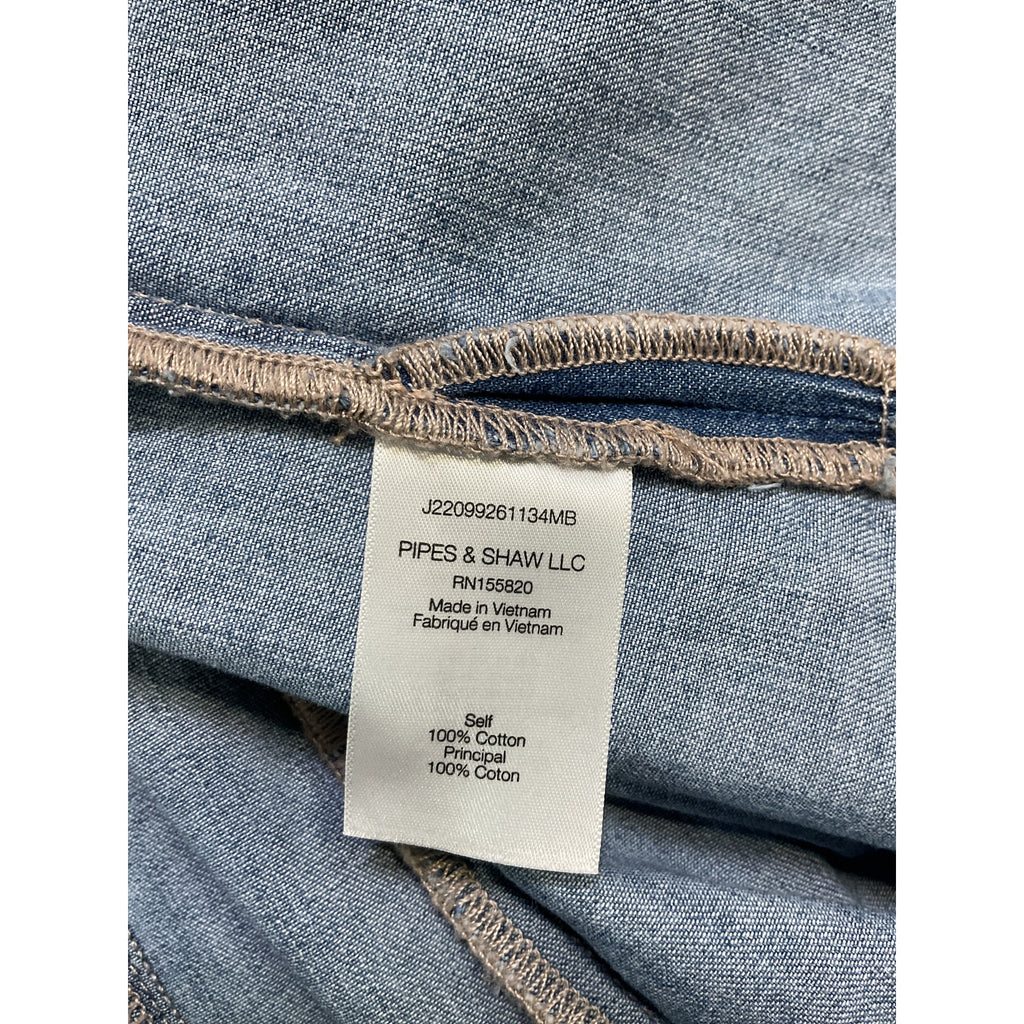 J22099261134MB
PIPES & SHAW LLC
RN155820
Made in Vietnam
Fabriqué en Vietnam
Self
100% Cotton
Principal
100% Coton